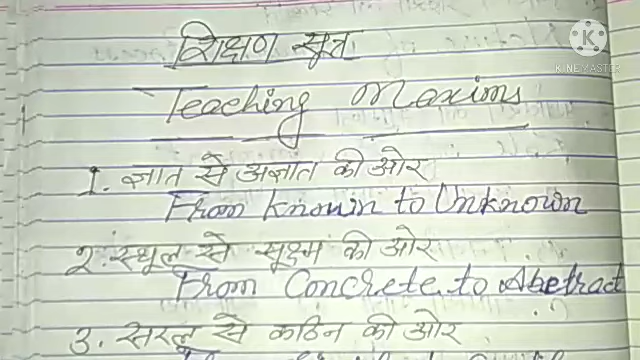 शिक्षण सूत्र
KINEMASTER
Teaching Maxims
1. ज्ञात से अज्ञात की ओर
From Known to Unknown
2. स्थूल से सूक्ष्म की ओर
From Concrete to Abstract
3. सरल से कठिन की ओर